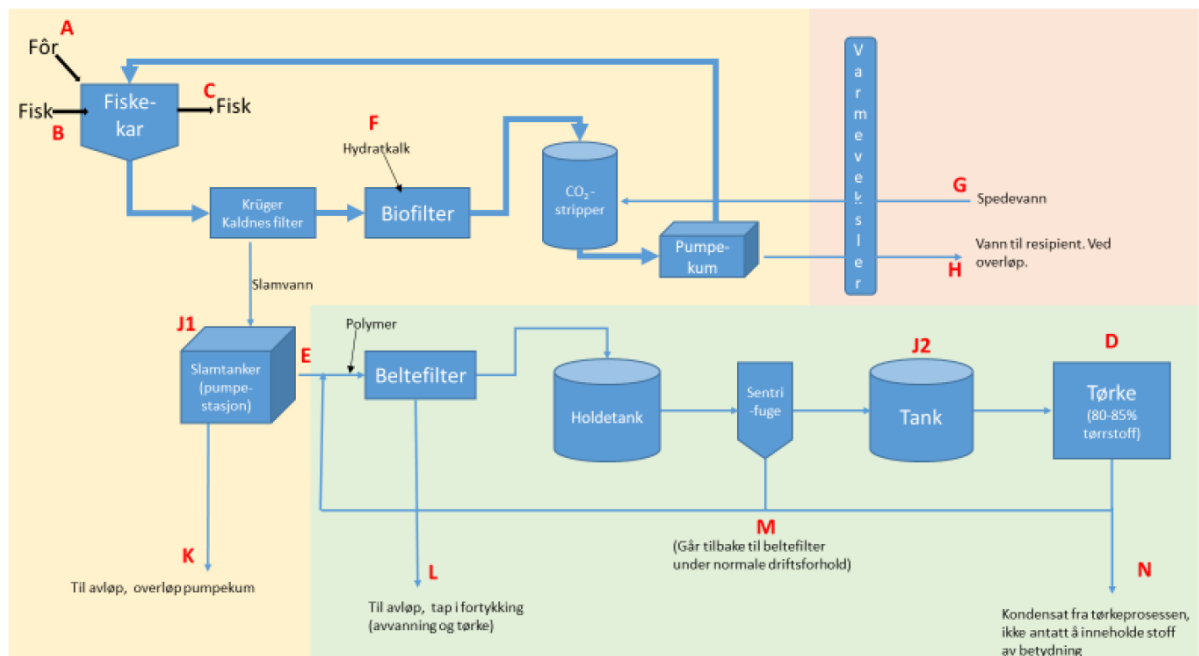 A
Fôr
Fisk
B
Fiske-
kar
C
Fisk
F
Hydratkalk
Krüger
Kaldnes filter
Biofilter
CO₂-
stripper
Pumpe-
kum
Varmeveksler
G
Spedevann
H
Vann til resipient. Ved
overløp.
Slamvann
J1
Slamtanker
(pumpe-
stasjon)
E
Polymer
Beltefilter
Holdetank
Sentri
-fuge
J2
Tank
D
Tørke
(80-85%
tørrstoff)
K
Til avløp, overløp pumpekum
L
Til avløp, tap i fortykking
(avvanning og tørke)
M
(Går tilbake til beltefilter
under normale driftsforhold)
N
Kondensat fra tørkeprosessen,
ikke antatt å inneholde stoff
av betydning